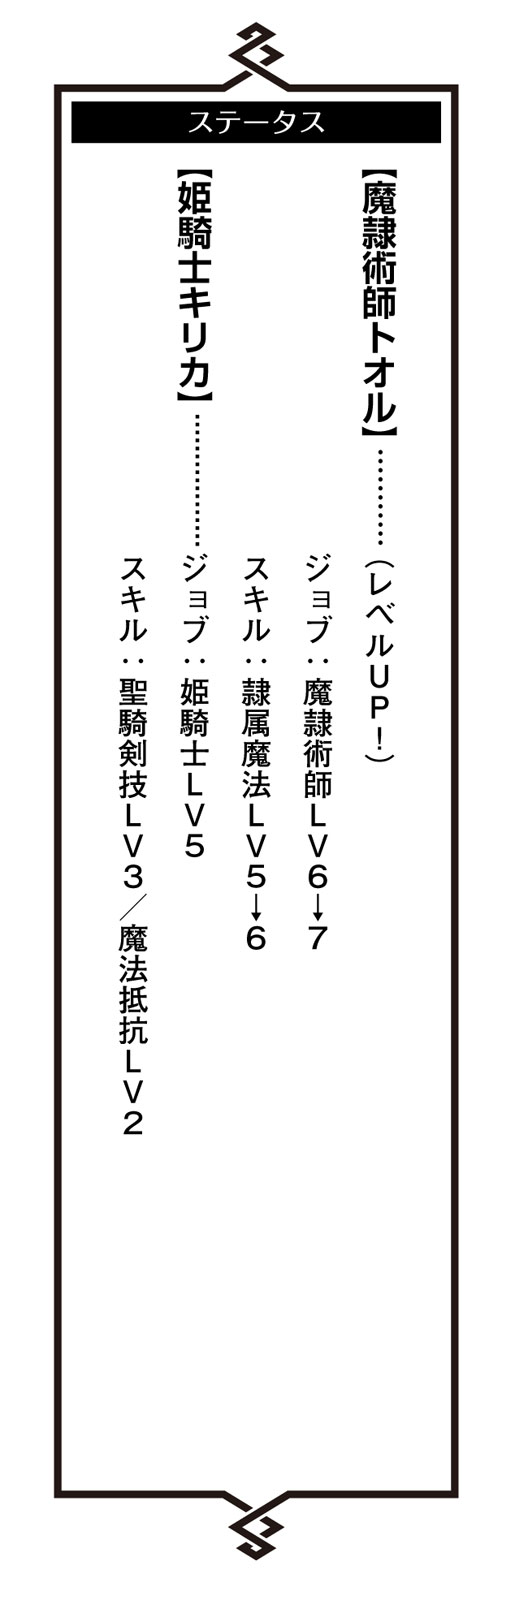 ステータス
【魔隷術師トオル】…………（レベルUP！）
ジョブ：魔隷術師LV6→7
スキル：隷属魔法LV5→6
【姫騎士キリカ】………………ジョブ：姫騎士LV5
スキル：聖騎剣技LV3／魔法抵抗LV2